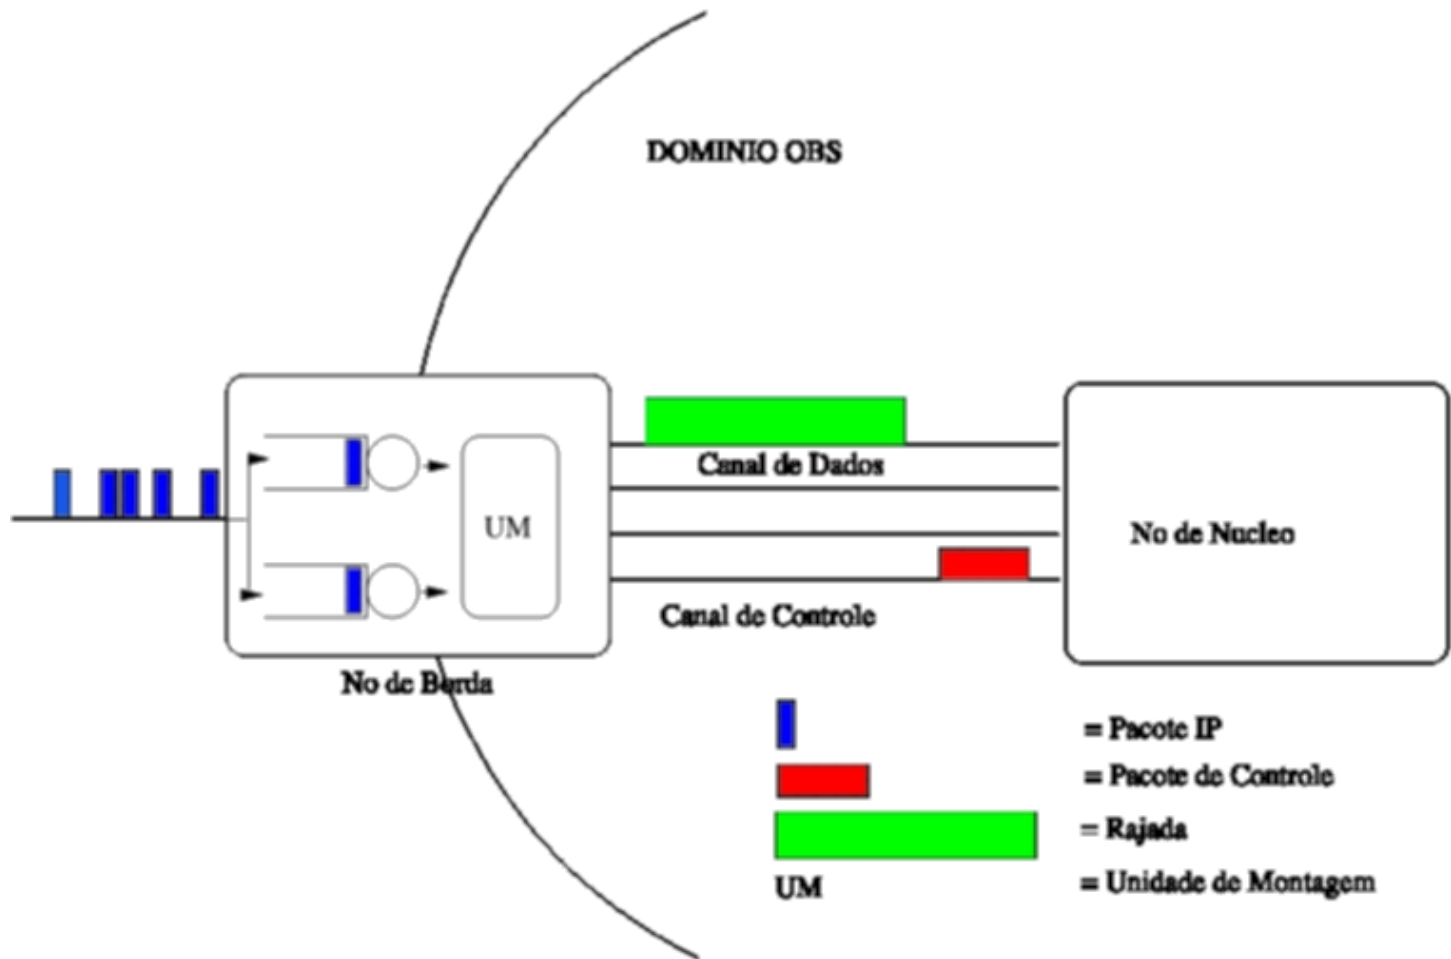 DOMINIO OBS
Canal de Dados
UM
No de Nucleo
Canal de Controle
No de Borda
= Pacote IP
= Pacote de Controle
= Rajada
UM = Unidade de Montagem